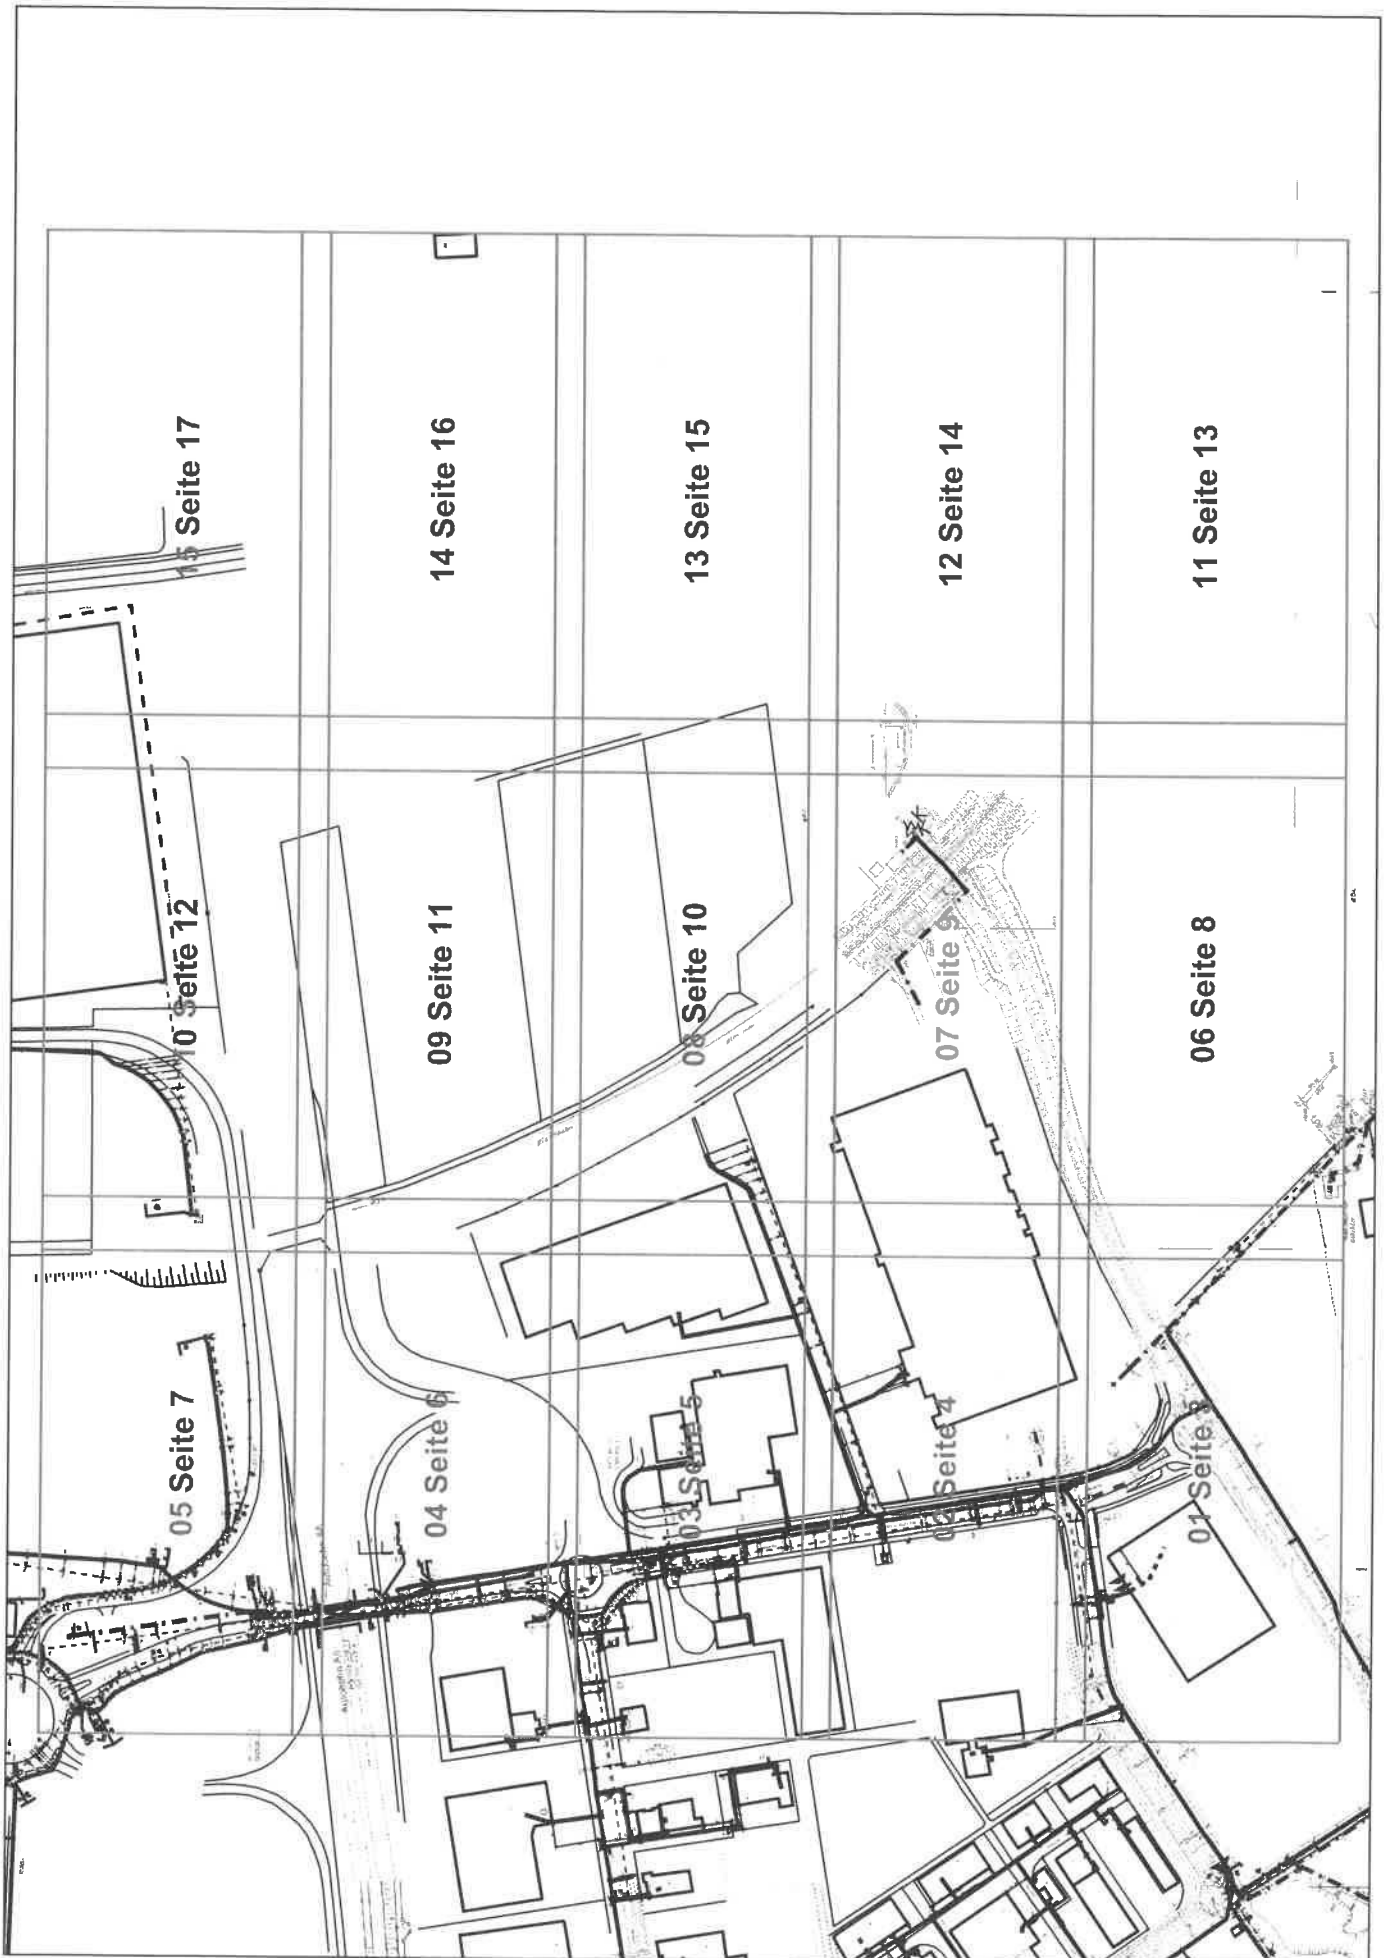 15 Seite 17
14 Seite 16
13 Seite 15
12 Seite 14
11 Seite 13
10 Seite 12
09 Seite 11
08 Seite 10
07 Seite 9
06 Seite 8
05 Seite 7
04 Seite 6
03 Seite 5
02 Seite 4
01 Seite 3